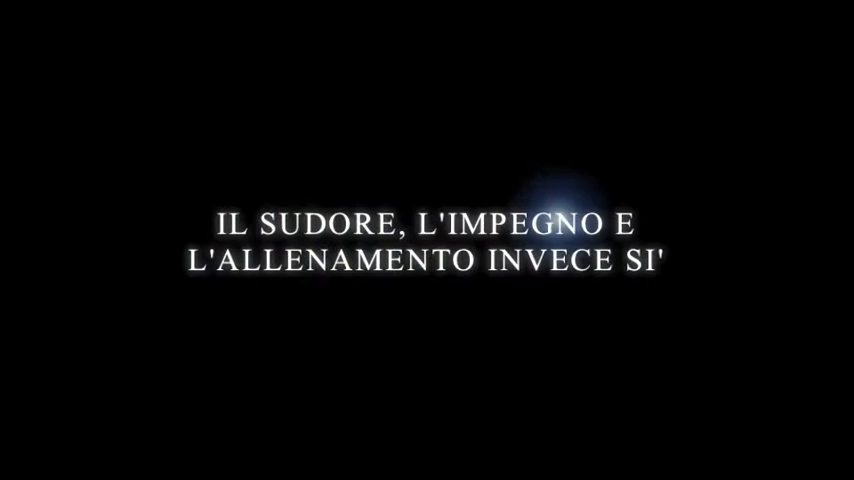 IL SUDORE, L'IMPEGNO E
L'ALLENAMENTO INVECE SI'